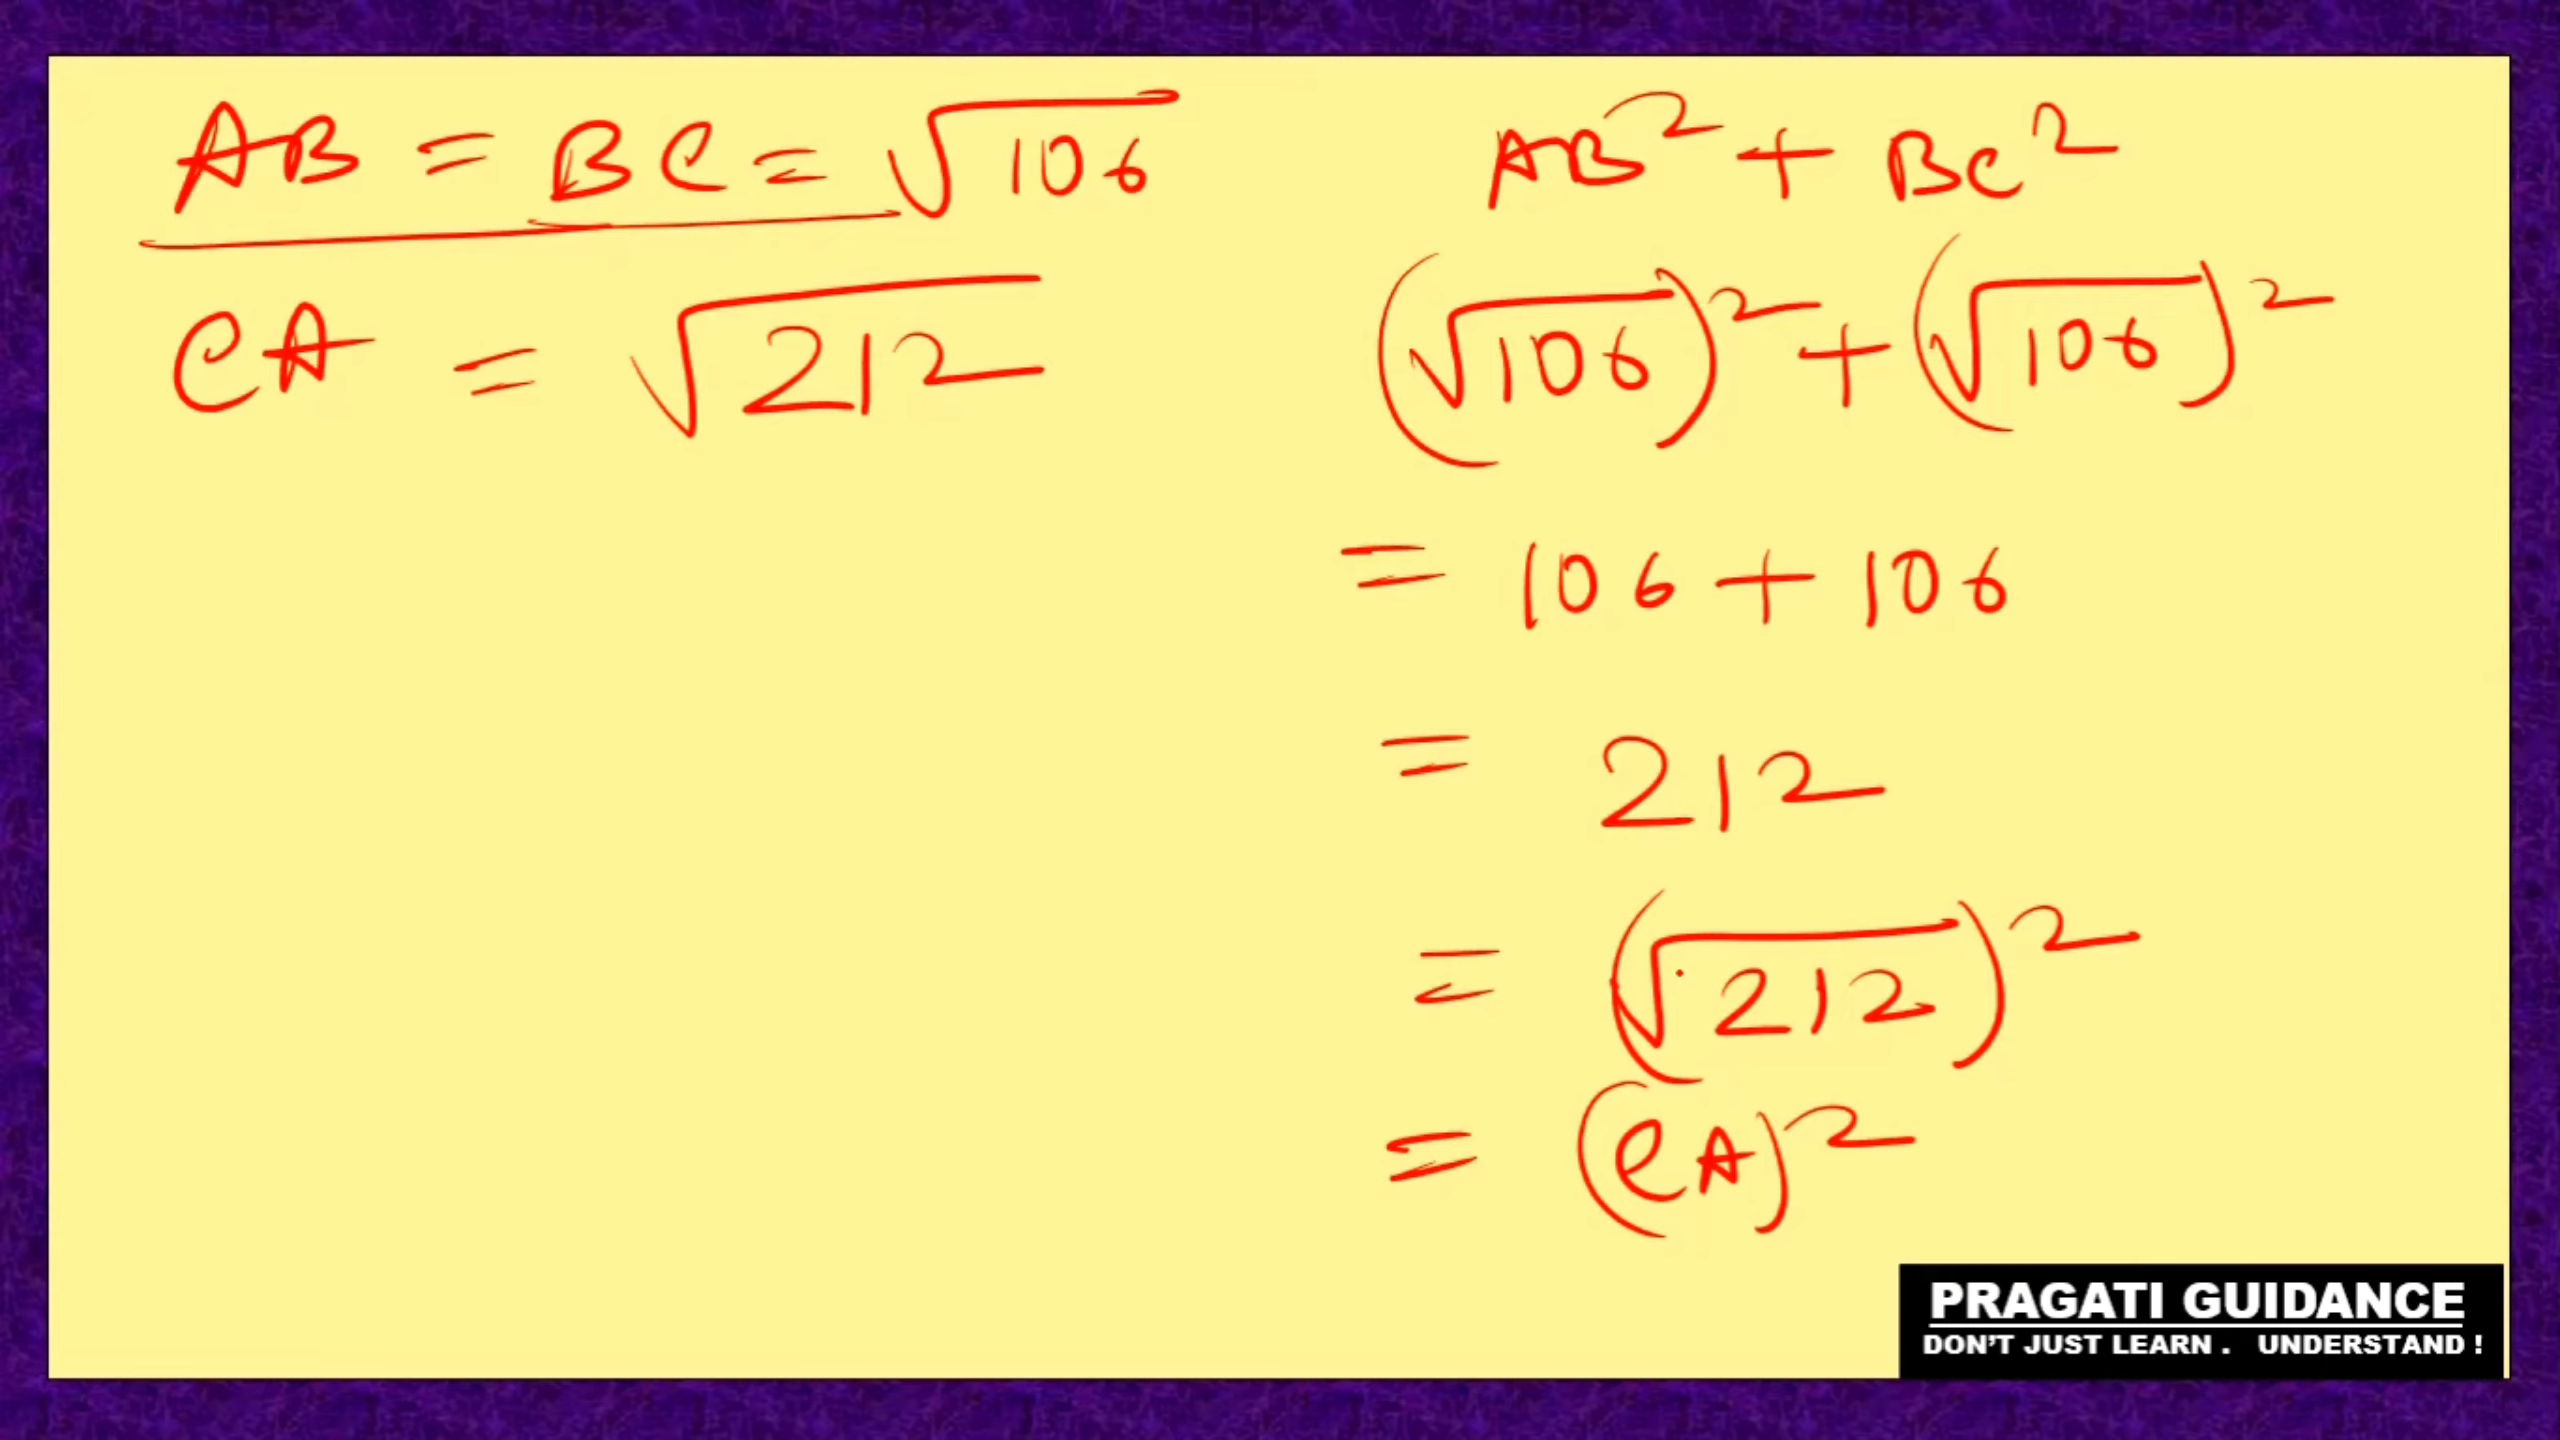 AB = BC = √106
CA = √212
AB² + BC²
(√106)² + (√106)²
= 106 + 106
= 212
= (√212)²
= (CA)²
PRAGATI GUIDANCE
DON'T JUST LEARN . UNDERSTAND !